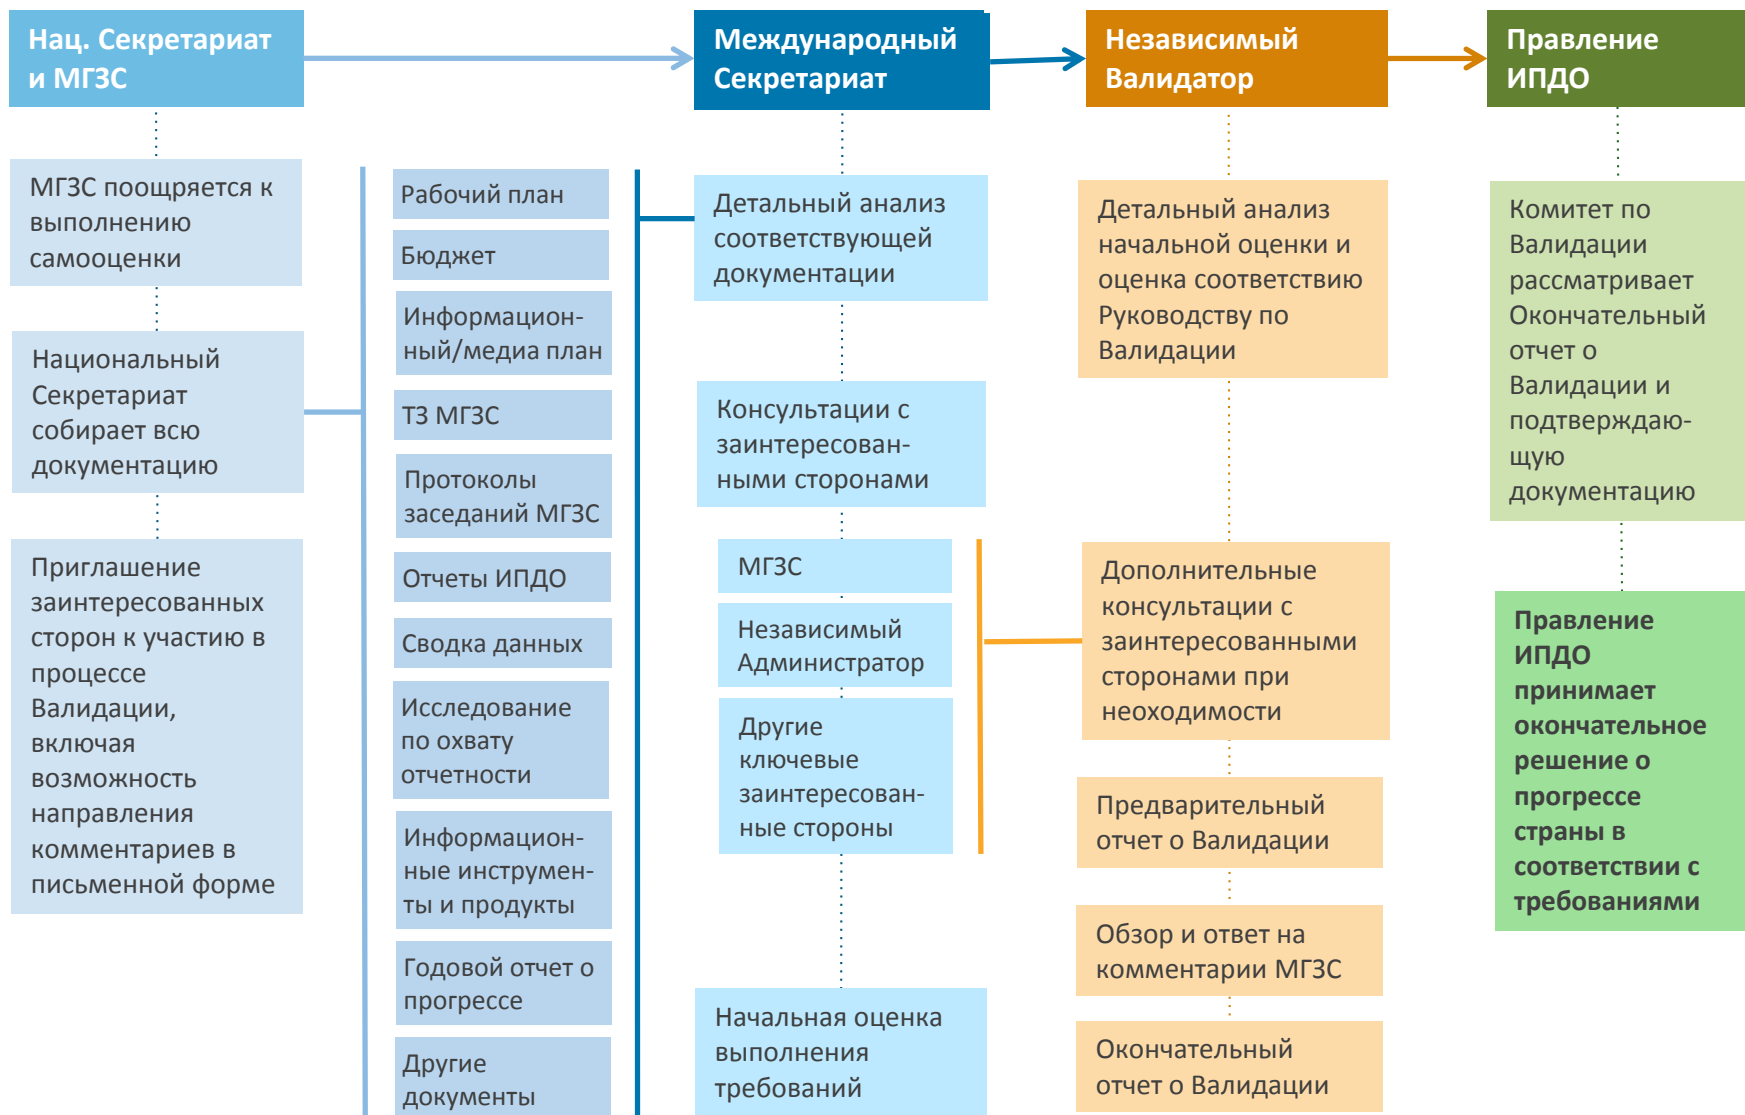 Нац. Секретариат
и МГЗС
Международный
Секретариат
Независимый
Валидатор
Правление
ИПДО
МГЗС поощряется к
выполнению
самооценки
Национальный
Секретариат
собирает всю
документацию
Приглашение
заинтересованных
сторон к участию в
процессе
Валидации,
включая
возможность
направления
комментариев в
письменной форме
Рабочий план
Бюджет
Информацион-
ный/медиа план
ТЗ МГЗС
Протоколы
заседаний МГЗС
Отчеты ИПДО
Сводка данных
Исследование
по охвату
отчетности
Информацион-
ные инструмен-
ты и продукты
Годовой отчет о
прогрессе
Другие
документы
Детальный анализ
соответствующей
документации
Консультации с
заинтересован-
ными сторонами
МГЗС
Независимый
Администратор
Другие
ключевые
заинтересован-
ные стороны
Начальная оценка
выполнения
требований
Детальный анализ
начальной оценки и
оценка соответствию
Руководству по
Валидации
Дополнительные
консультации с
заинтересованными
сторонами при
неоходимости
Предварительный
отчет о Валидации
Обзор и ответ на
комментарии МГЗС
Окончательный
отчет о Валидации
Комитет по
Валидации
рассматривает
Окончательный
отчет о
Валидации и
подтверждаю-
щую
документацию
Правление
ИПДО
принимает
окончательное
решение о
прогрессе
страны в
соответствии с
требованиями